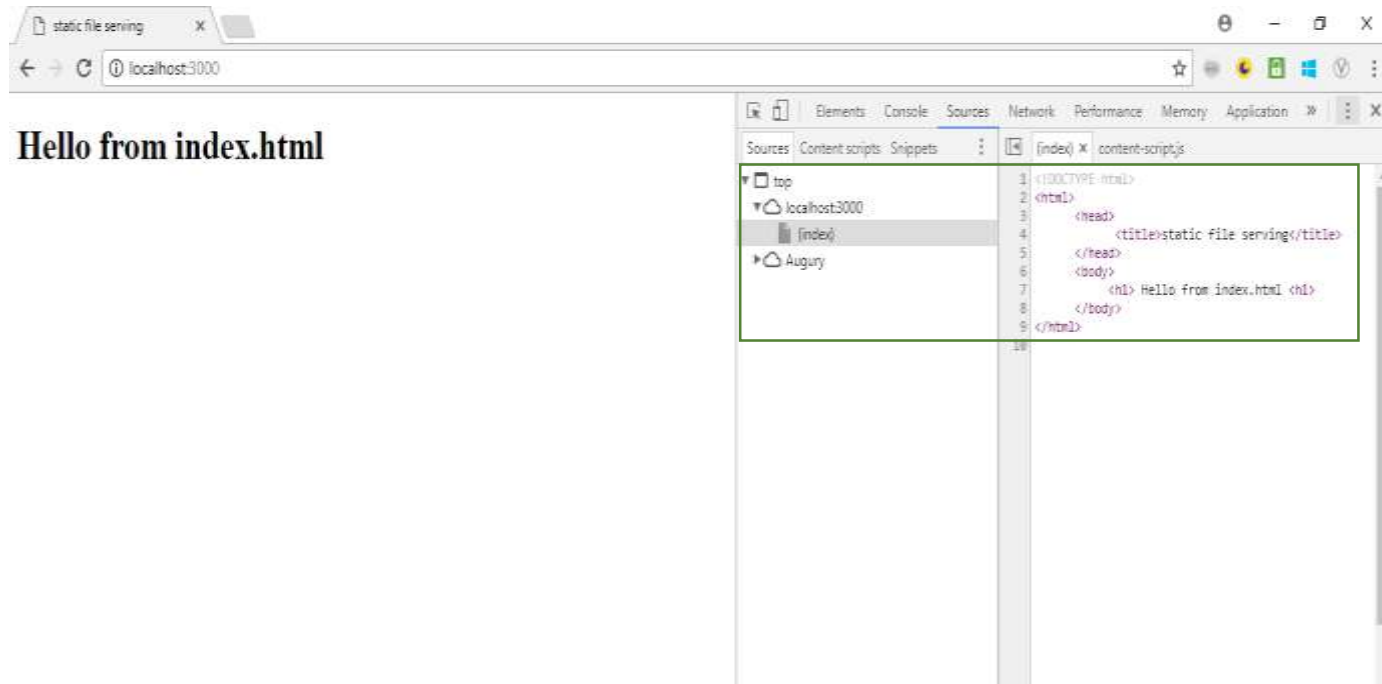 static file serving
localhost:3000
Hello from index.html
Elements Console Sources Network Performance Memory Application »
Sources Content scripts Snippets
(index) × content-script.js
top
localhost:3000
(index)
Augury
1 <!DOCTYPE html>
2 <html>
3 <head>
4 <title>static file serving</title>
5 </head>
6 <body>
7 <h1> Hello from index.html <h1>
8 </body>
9 </html>
10